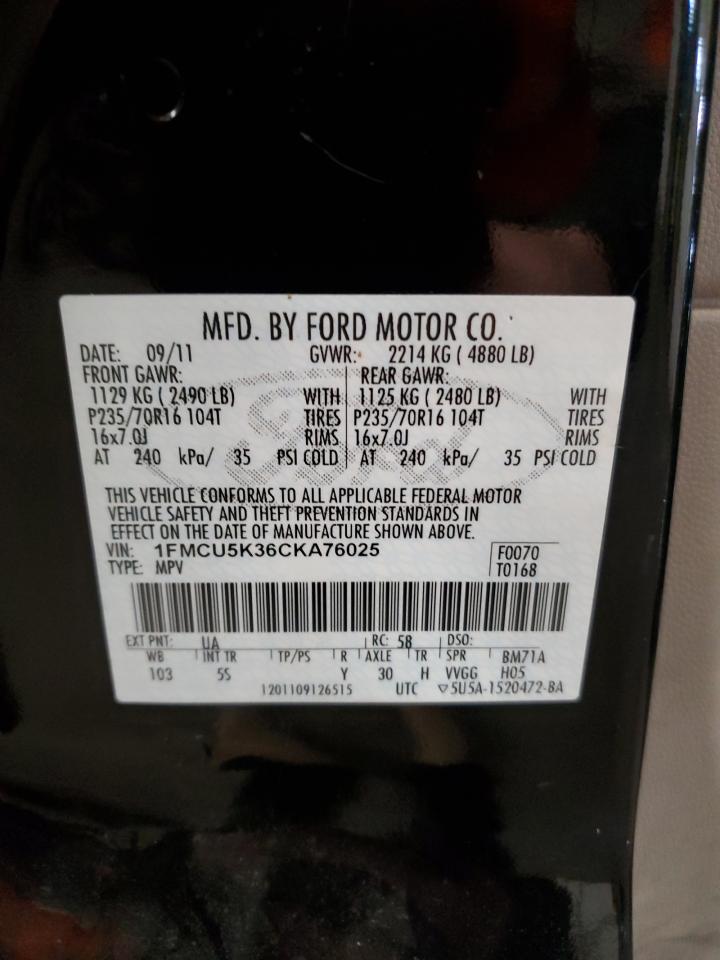 MFD. BY FORD MOTOR CO.
DATE: 09/11 GVWR: 2214 KG ( 4880 LB)
FRONT GAWR: REAR GAWR:
1129 KG ( 2490 LB) WITH 1125 KG ( 2480 LB) WITH
P235/70R16 104T TIRES P235/70R16 104T TIRES
16x7.0J RIMS 16x7.0J RIMS
AT 240 kPa/ 35 PSI COLD AT 240 kPa/ 35 PSI COLD
Ford
THIS VEHICLE CONFORMS TO ALL APPLICABLE FEDERAL MOTOR
VEHICLE SAFETY AND THEFT PREVENTION STANDARDS IN
EFFECT ON THE DATE OF MANUFACTURE SHOWN ABOVE.
VIN: 1FMCU5K36CKA76025 F0070
TYPE: MPV T0168
EXT PNT: UA RC: 58 DSO:
WB INT TR TP/PS R AXLE TR SPR BM71A
103 5S Y 30 H VVGG H05
1201109126515 UTC ▽5U5A-1520472-BA